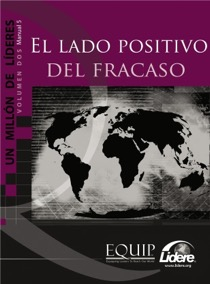 EL LADO POSITIVO
DEL FRACASO
UN MILLÓN DE LÍDERES
VOLUMEN DOS Manual 5
EQUIP
Lidere
www.lidere.org